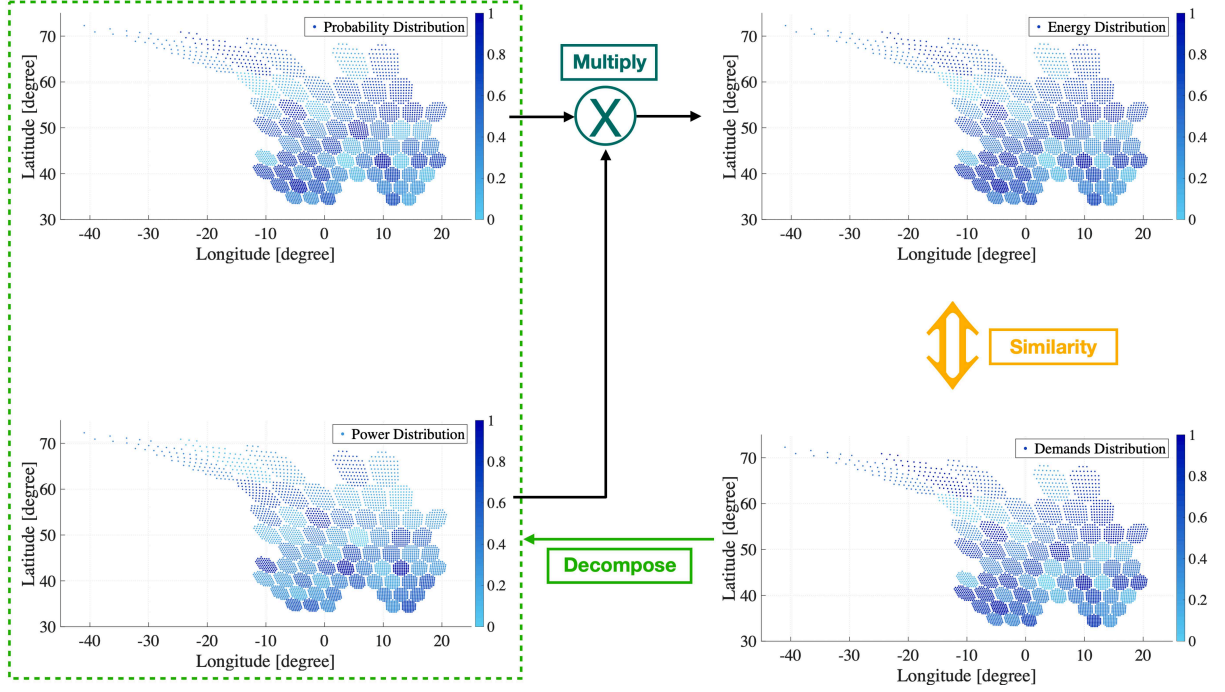 Probability Distribution
1
0.8
0.6
0.4
0.2
0
70
60
50
40
30
Latitude [degree]
-40 -30 -20 -10 0 10 20
Longitude [degree]
Multiply
X
Energy Distribution
1
0.8
0.6
0.4
0.2
0
70
60
50
40
30
Latitude [degree]
-40 -30 -20 -10 0 10 20
Longitude [degree]
Similarity
Power Distribution
1
0.8
0.6
0.4
0.2
0
70
60
50
40
30
Latitude [degree]
-40 -30 -20 -10 0 10 20
Longitude [degree]
Decompose
Demands Distribution
1
0.8
0.6
0.4
0.2
0
70
60
50
40
30
Latitude [degree]
-40 -30 -20 -10 0 10 20
Longitude [degree]